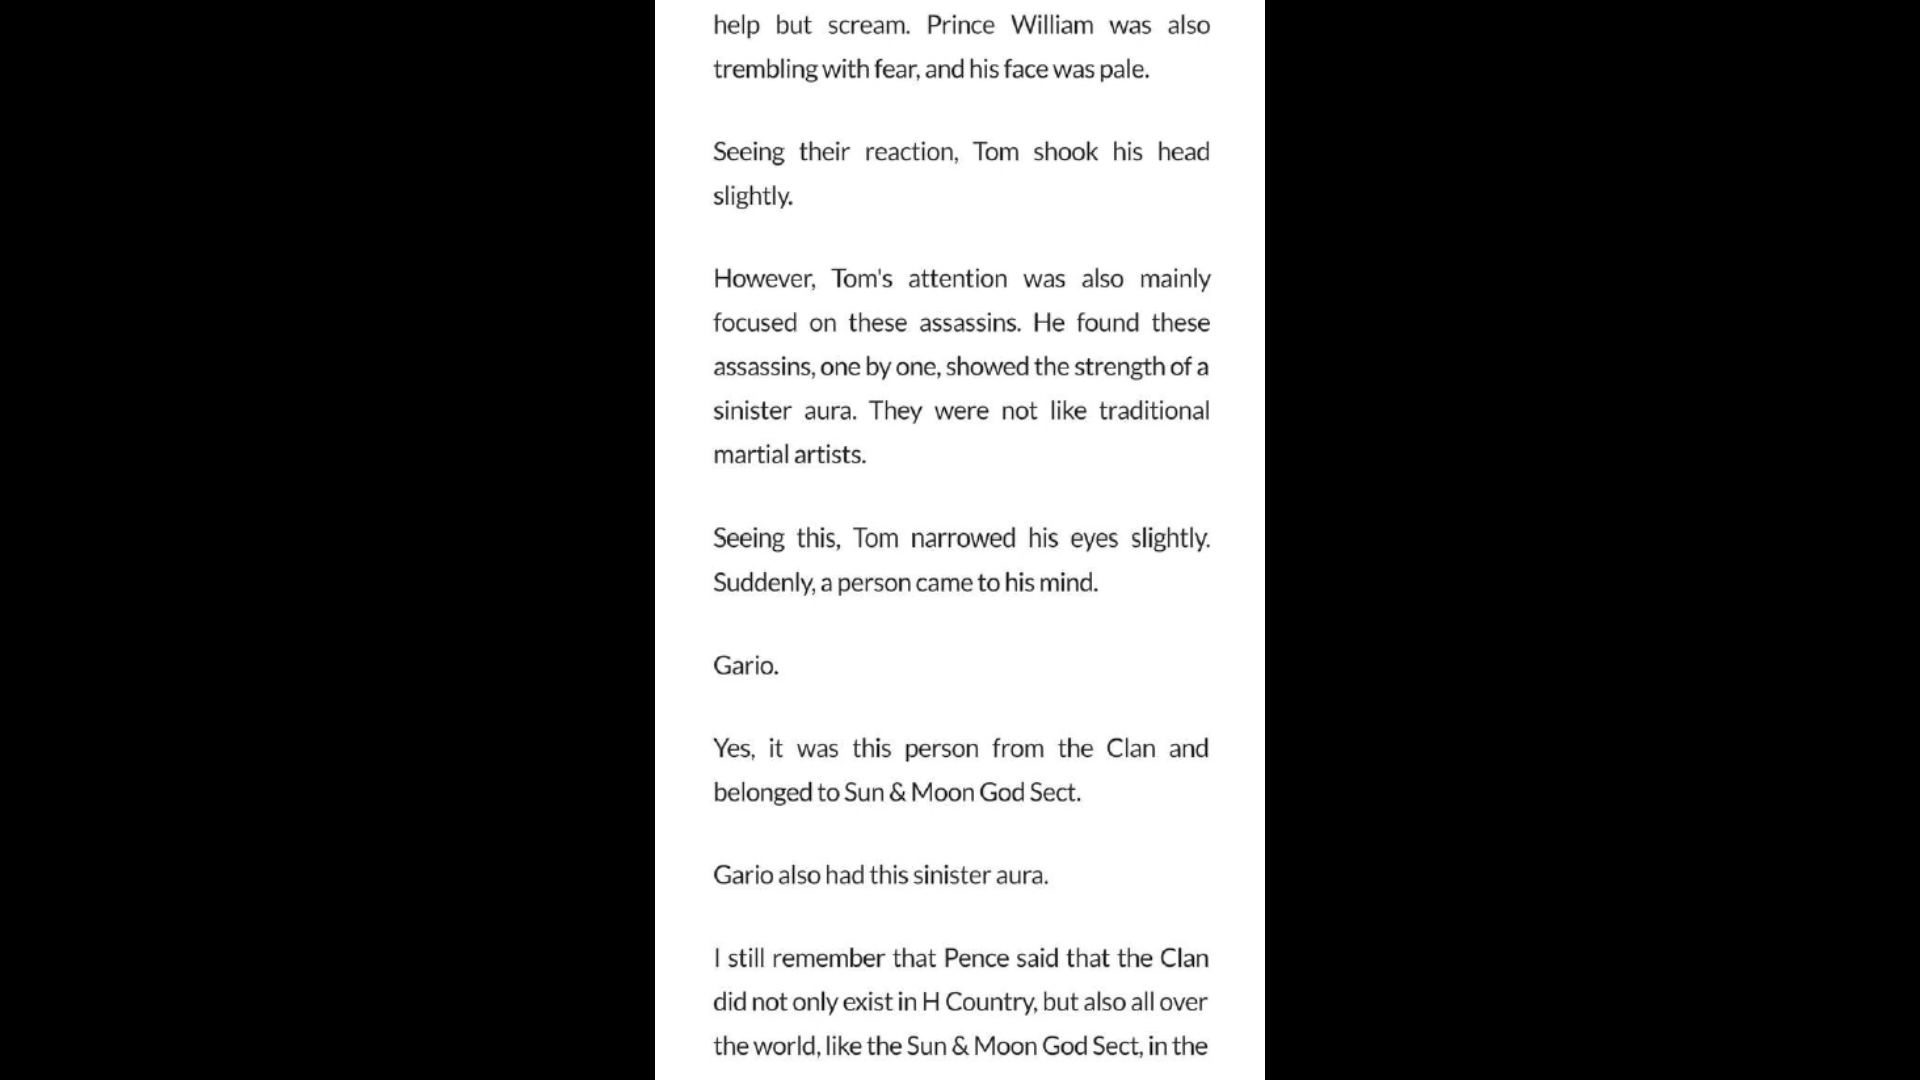 help but scream. Prince William was also
trembling with fear, and his face was pale.
Seeing their reaction, Tom shook his head
slightly.
However, Tom's attention was also mainly
focused on these assassins. He found these
assassins, one by one, showed the strength of a
sinister aura. They were not like traditional
martial artists.
Seeing this, Tom narrowed his eyes slightly.
Suddenly, a person came to his mind.
Gario.
Yes, it was this person from the Clan and
belonged to Sun & Moon God Sect.
Gario also had this sinister aura.
I still remember that Pence said that the Clan
did not only exist in H Country, but also all over
the world, like the Sun & Moon God Sect, in the